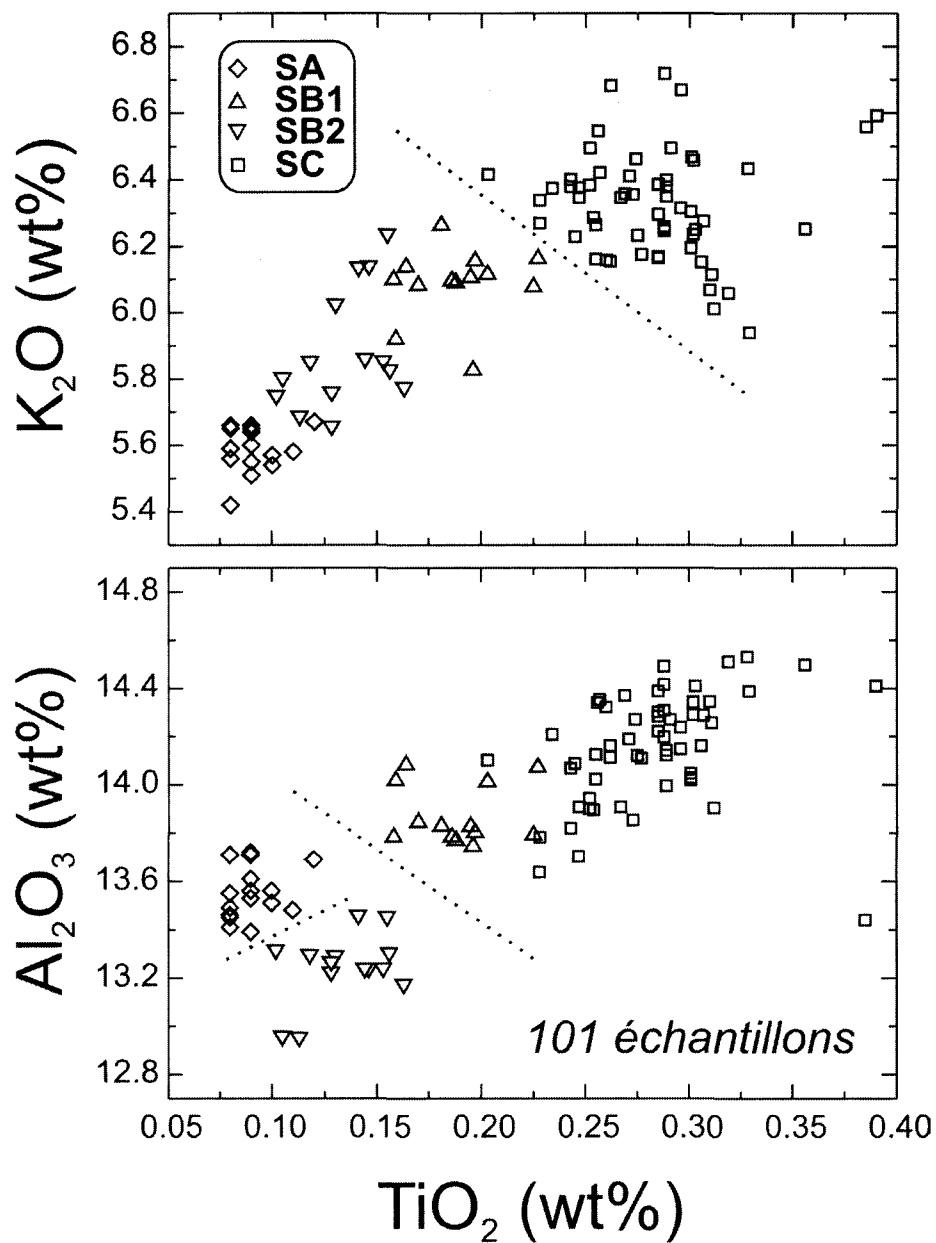 K₂O (wt%)
6.8
6.6
6.4
6.2
6.0
5.8
5.6
5.4
SA
SB1
SB2
SC
Al₂O₃ (wt%)
14.8
14.4
14.0
13.6
13.2
12.8
101 échantillons
0.05 0.10 0.15 0.20 0.25 0.30 0.35 0.40
TiO₂ (wt%)